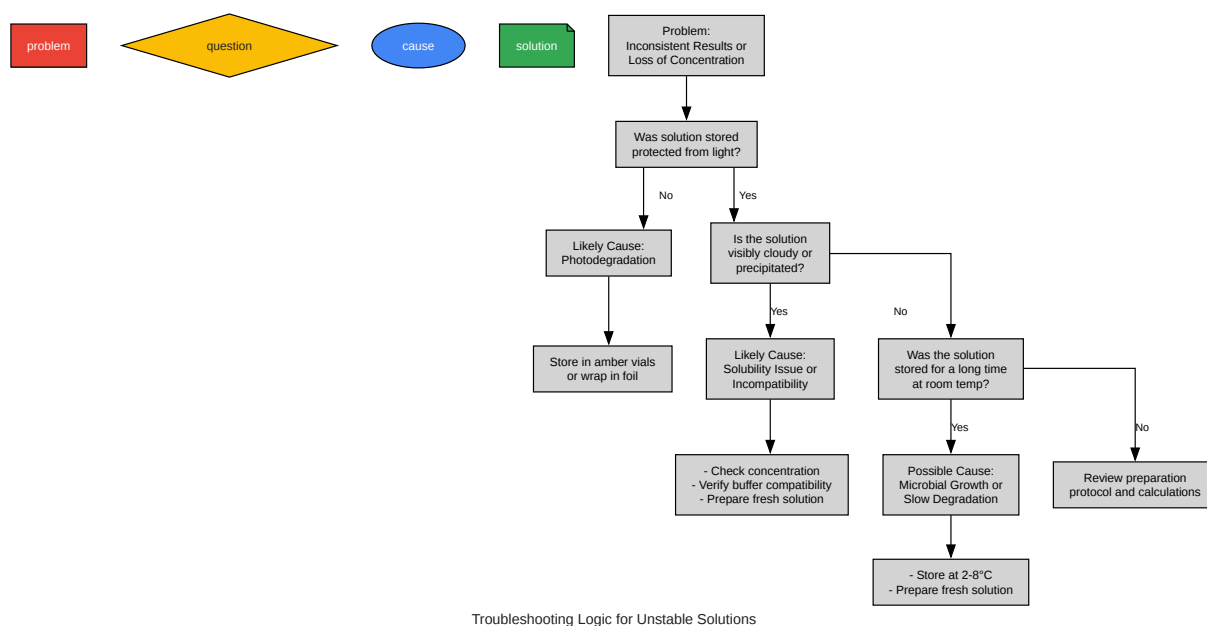 problem
question
cause
solution
Problem:
Inconsistent Results or
Loss of Concentration
Was solution stored
protected from light?
No
Yes
Likely Cause:
Photodegradation
Is the solution
visibly cloudy or
precipitated?
Yes
No
Store in amber vials
or wrap in foil
Likely Cause:
Solubility Issue or
Incompatibility
Was the solution
stored for a long time
at room temp?
Yes
No
- Check concentration
- Verify buffer compatibility
- Prepare fresh solution
Possible Cause:
Microbial Growth or
Slow Degradation
Review preparation
protocol and calculations
- Store at 2-8°C
- Prepare fresh solution
Troubleshooting Logic for Unstable Solutions